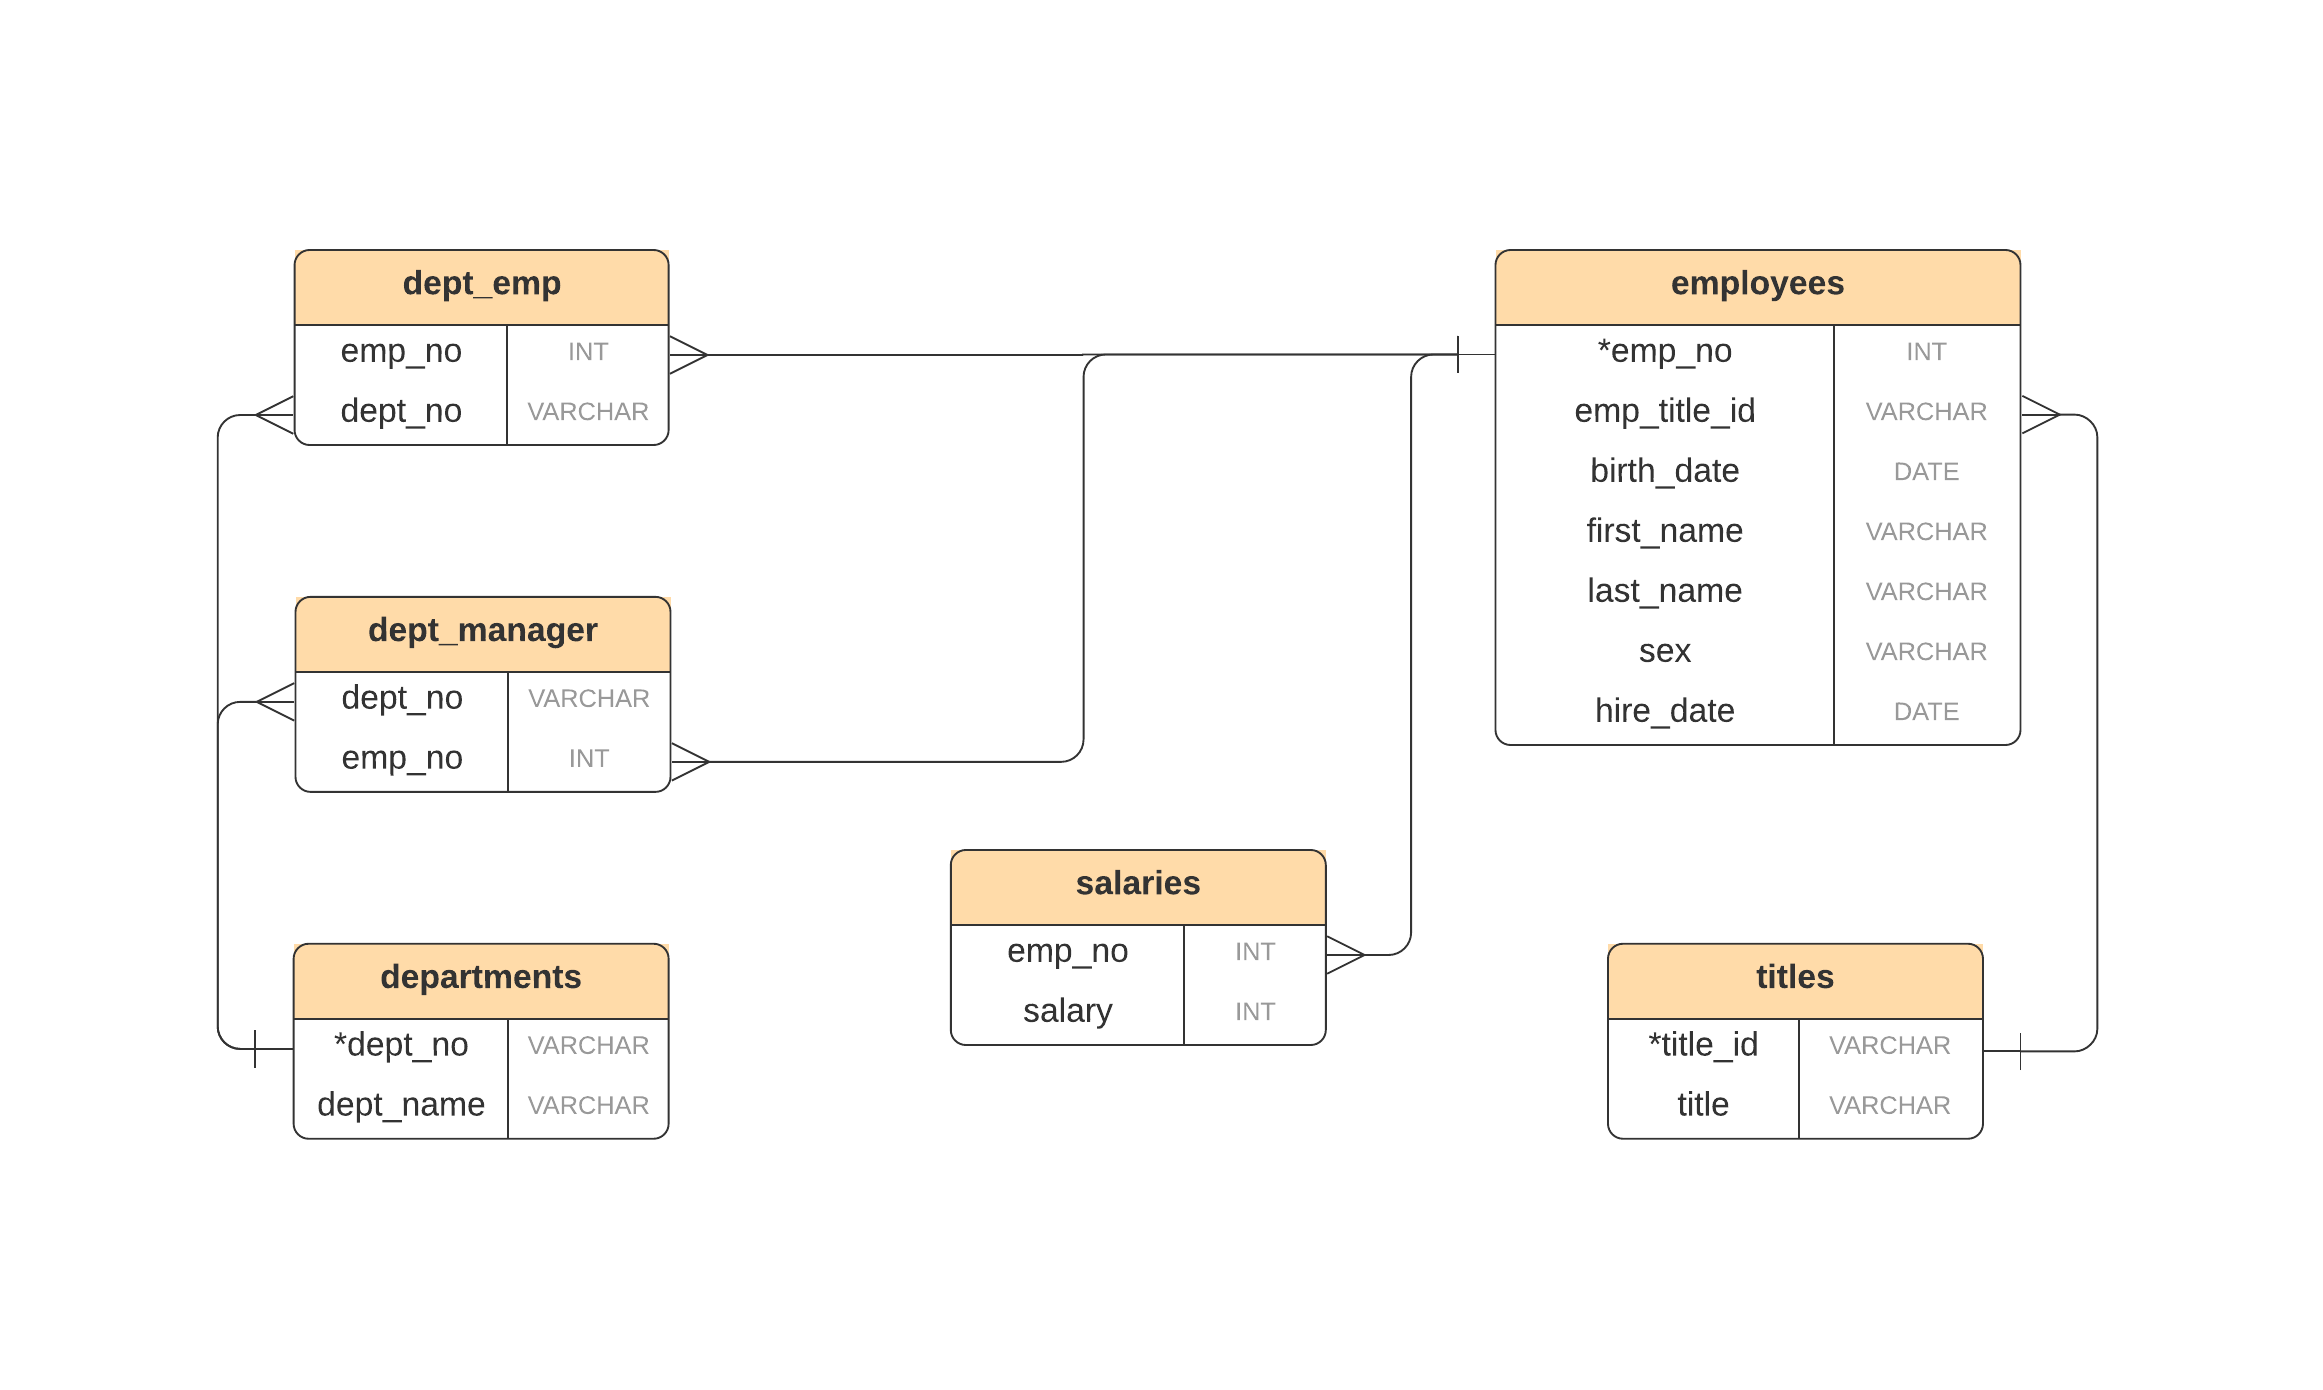 dept_emp
emp_no INT
dept_no VARCHAR
employees
*emp_no INT
emp_title_id VARCHAR
birth_date DATE
first_name VARCHAR
last_name VARCHAR
sex VARCHAR
hire_date DATE
dept_manager
dept_no VARCHAR
emp_no INT
salaries
emp_no INT
salary INT
departments
*dept_no VARCHAR
dept_name VARCHAR
titles
*title_id VARCHAR
title VARCHAR